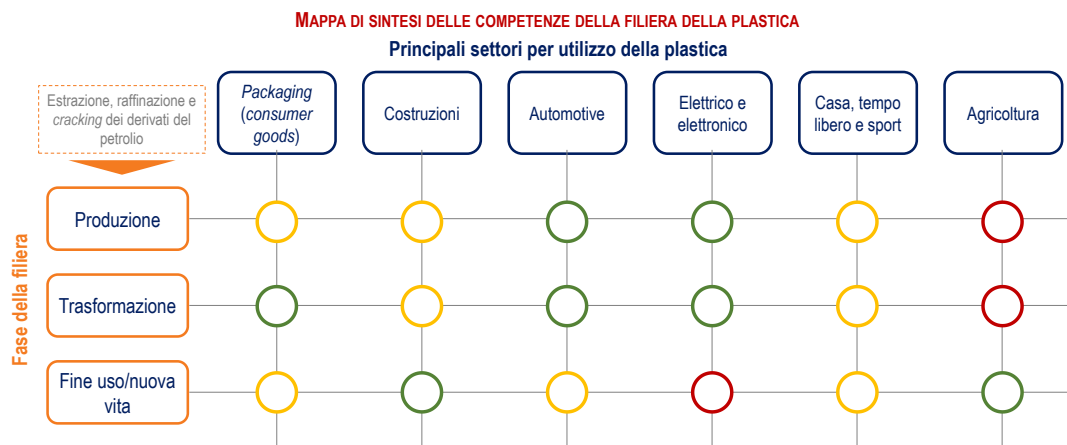 MAPPA DI SINTESI DELLE COMPETENZE DELLA FILIERA DELLA PLASTICA
Principali settori per utilizzo della plastica
Estrazione, raffinazione e
cracking dei derivati del
petrolio
Packaging
(consumer
goods)
Costruzioni
Automotive
Elettrico e
elettronico
Casa, tempo
libero e sport
Agricoltura
Fase della filiera
Produzione
Trasformazione
Fine uso/nuova
vita